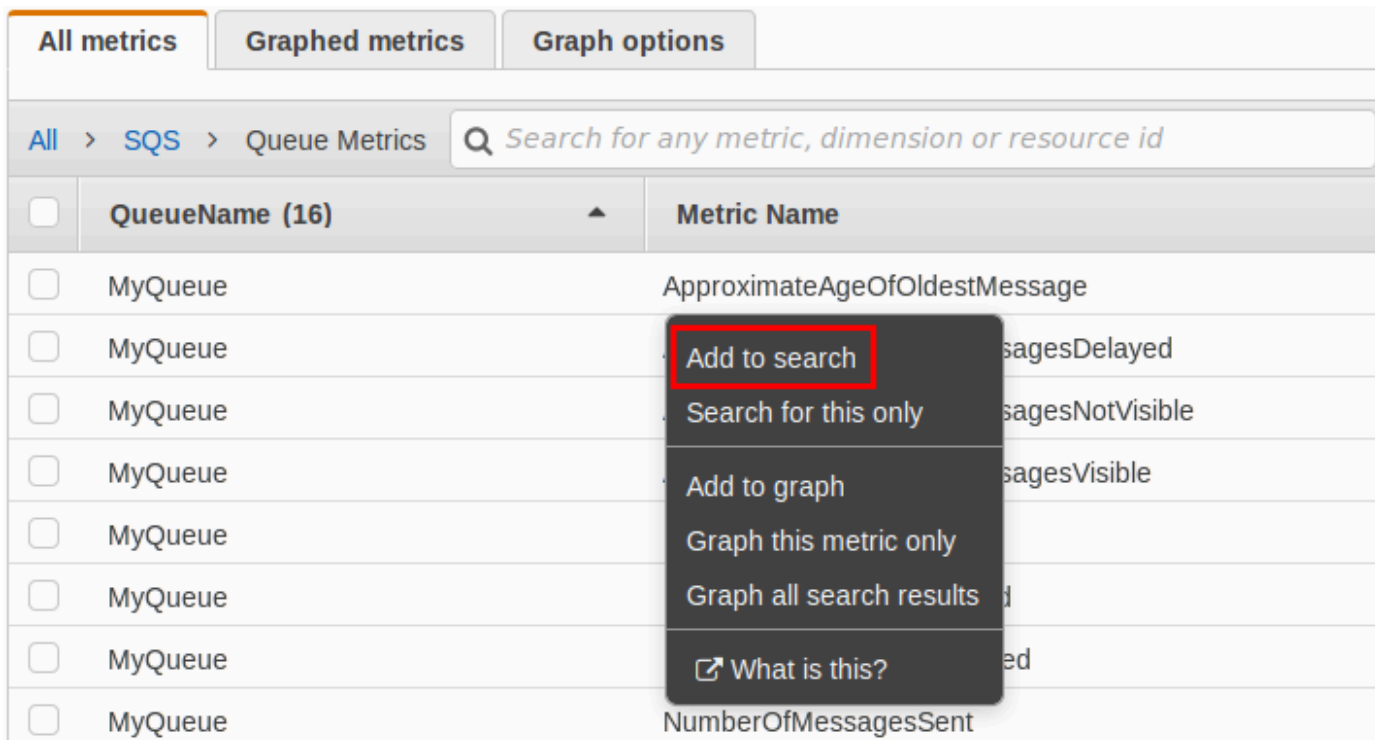 All metrics Graphed metrics Graph options
All > SQS > Queue Metrics Search for any metric, dimension or resource id
QueueName (16) Metric Name
MyQueue ApproximateAgeOfOldestMessage
MyQueue sagesDelayed
Add to search
MyQueue sagesNotVisible
Search for this only
MyQueue sagesVisible
Add to graph
MyQueue
Graph this metric only
MyQueue
Graph all search results
MyQueue ed
What is this?
MyQueue NumberOfMessagesSent